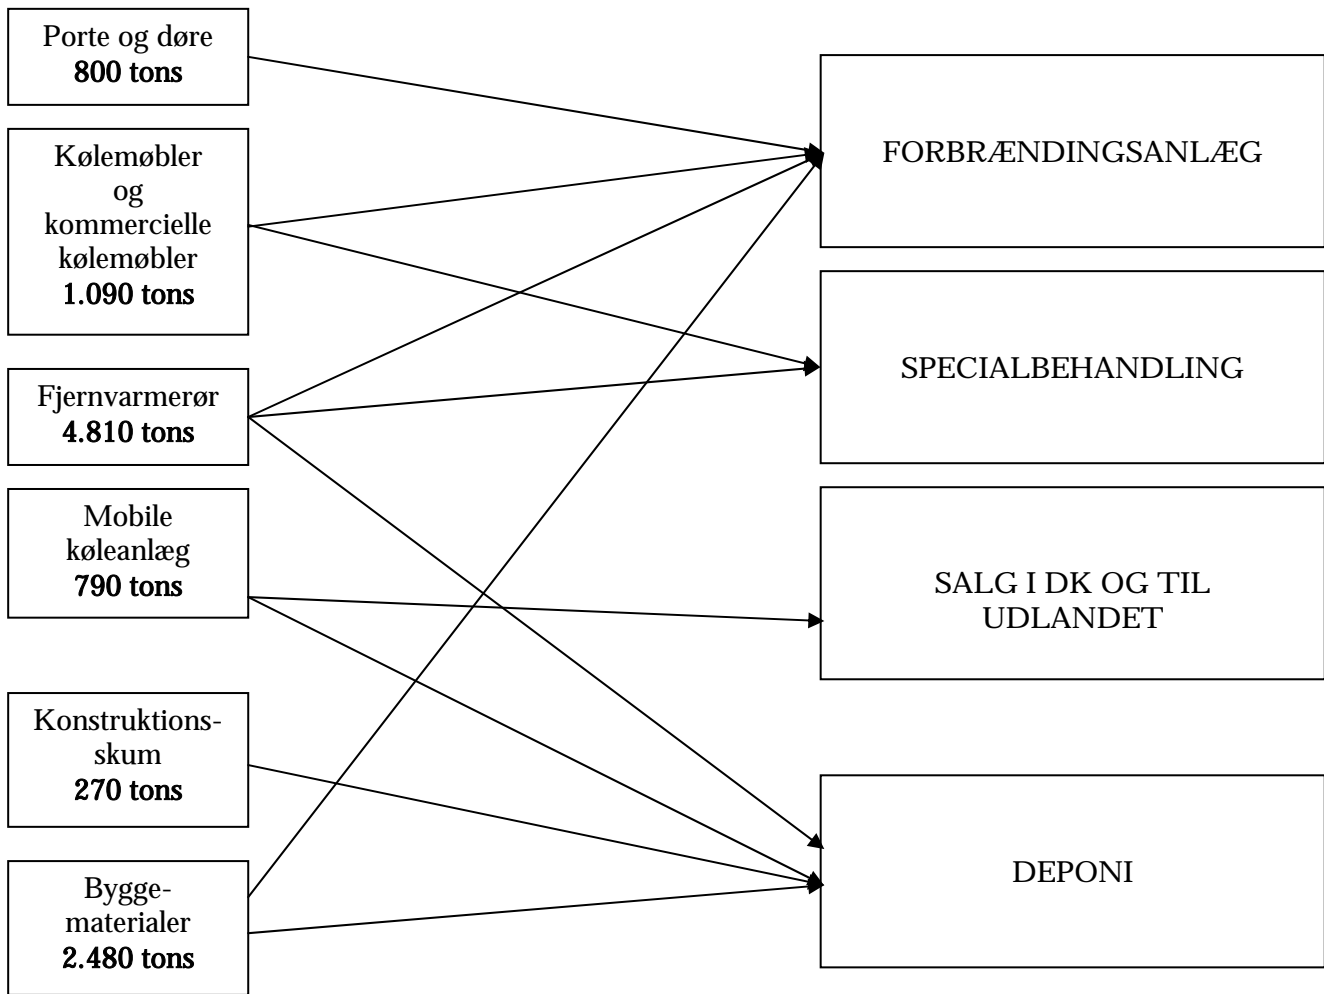 Porte og døre
800 tons
Kølemøbler
og
kommercielle
kølemøbler
1.090 tons
Fjernvarmerør
4.810 tons
Mobile
køleanlæg
790 tons
Konstruktions-
skum
270 tons
Bygge-
materialer
2.480 tons
FORBRÆNDINGSANLÆG
SPECIALBEHANDLING
SALG I DK OG TIL
UDLANDET
DEPONI